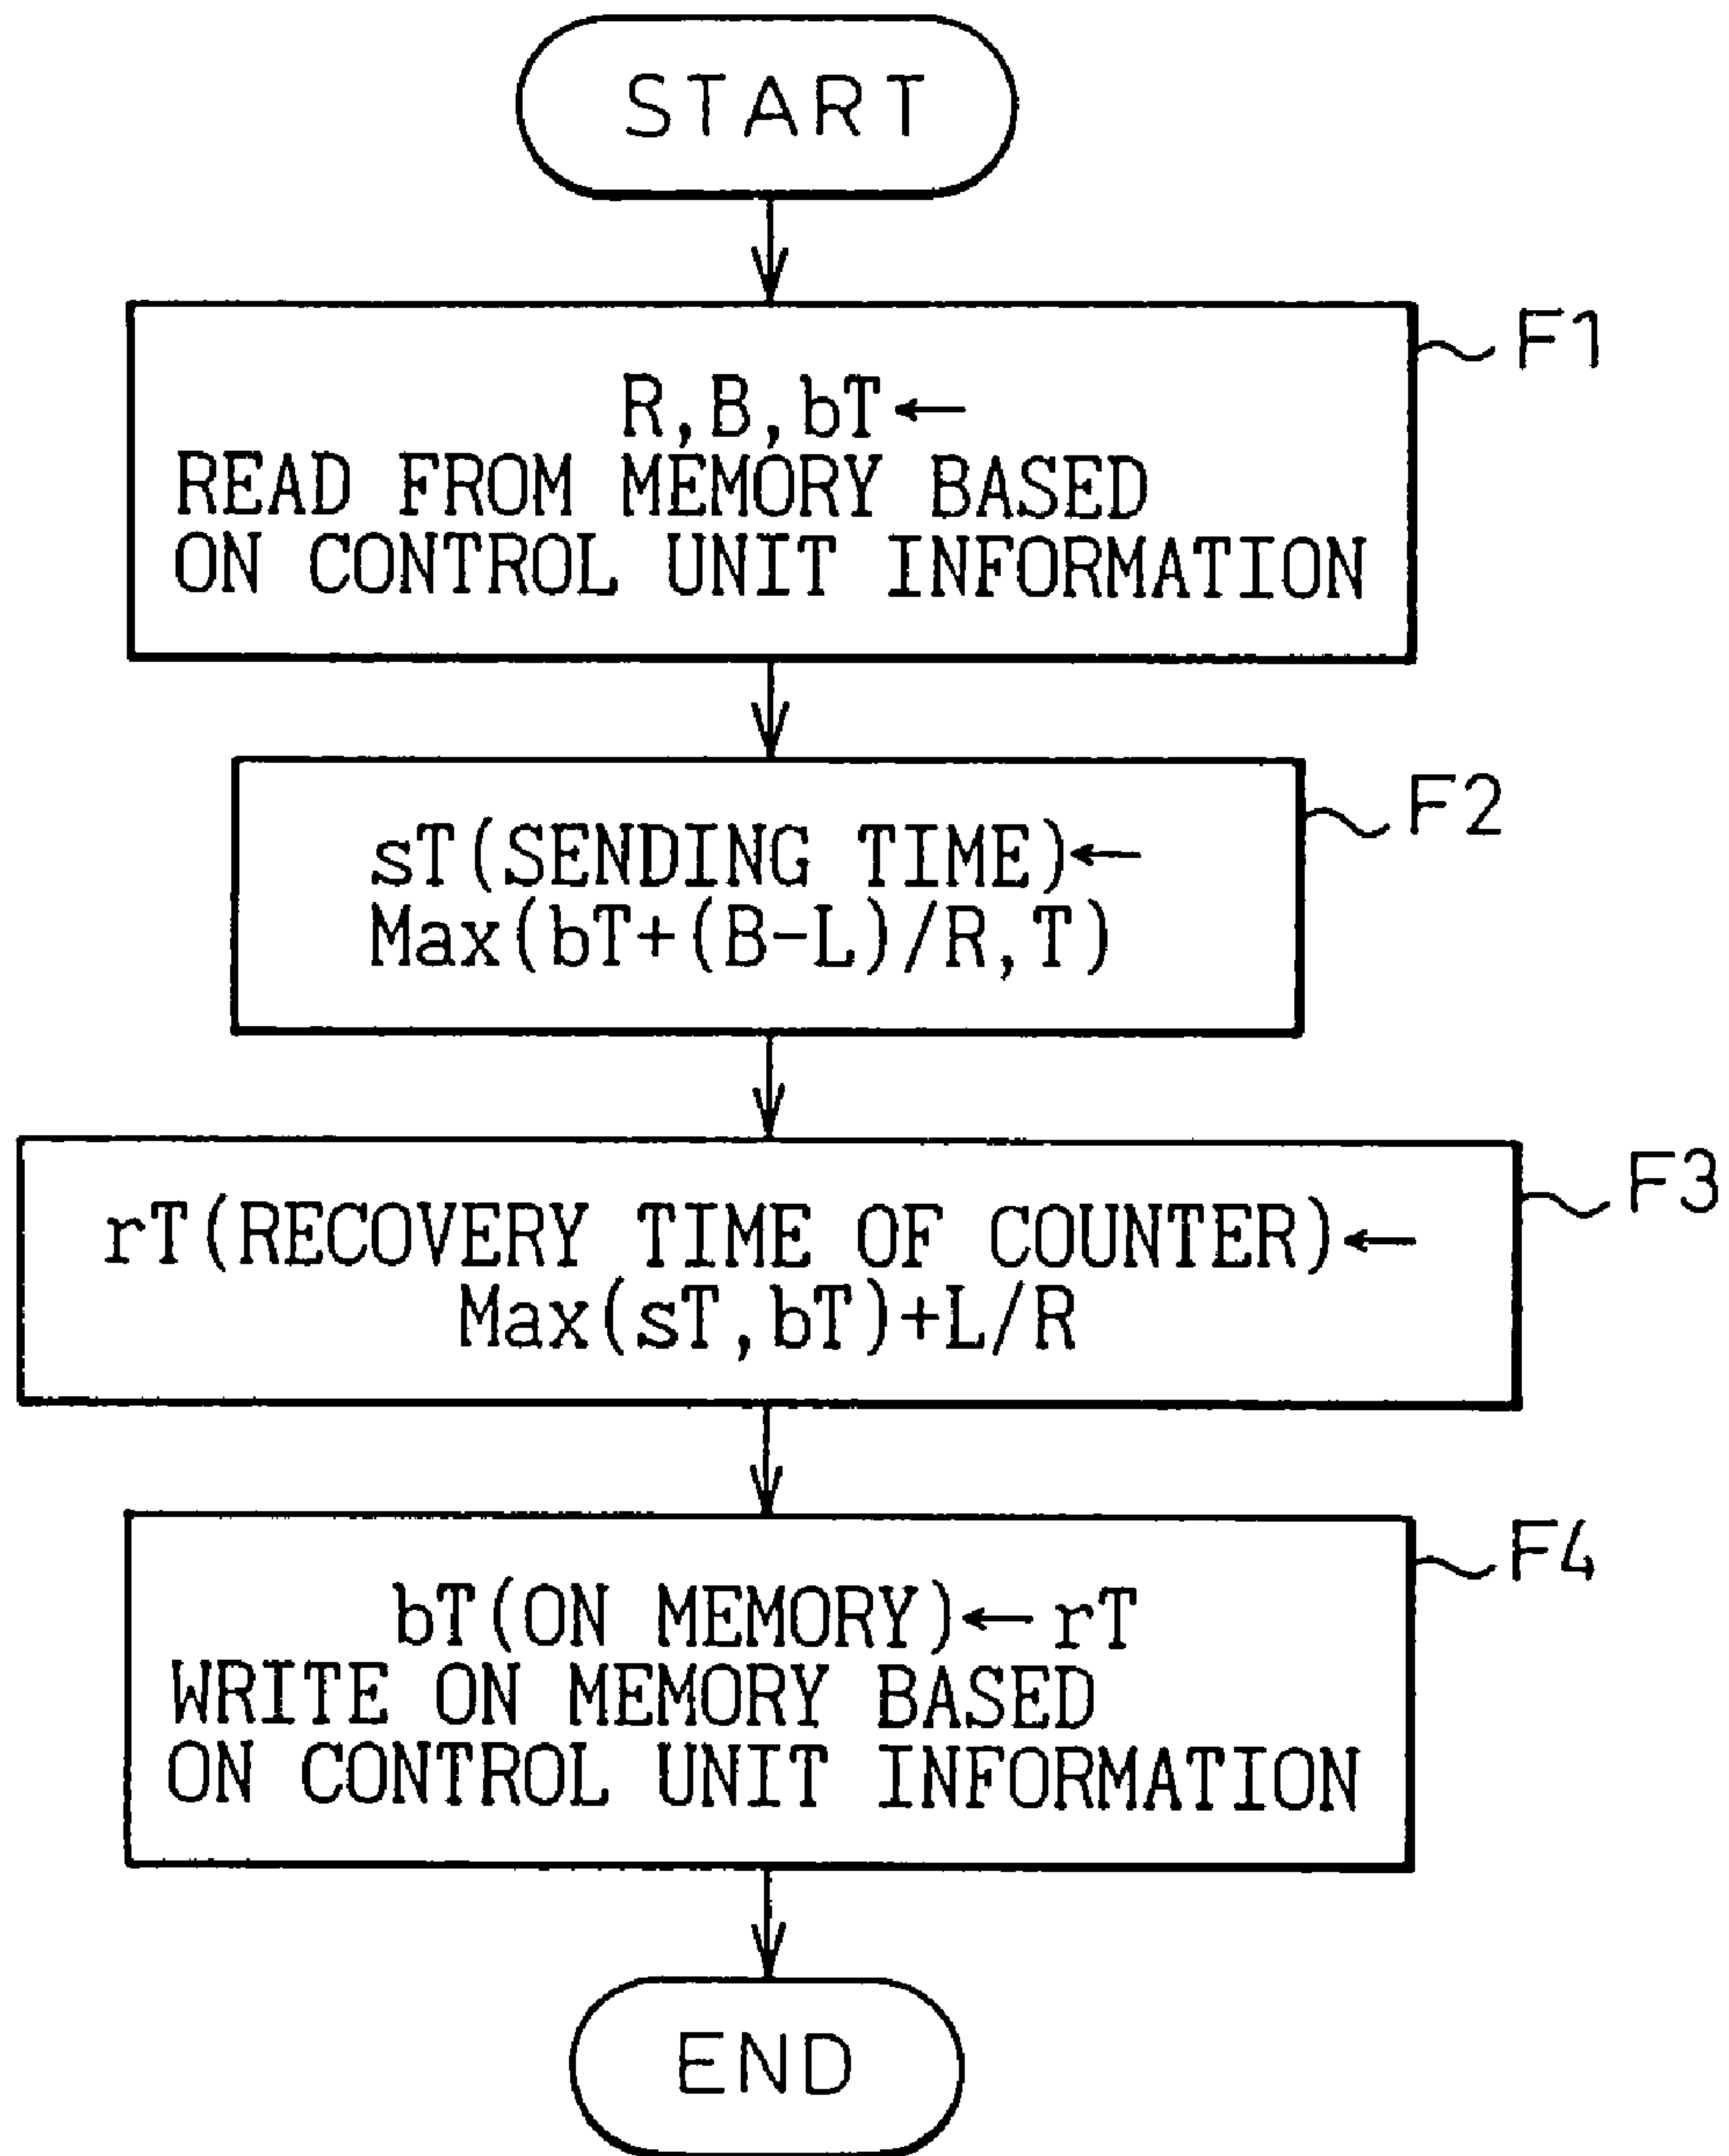 START
F1
R,B,bT←
READ FROM MEMORY BASED
ON CONTROL UNIT INFORMATION
F2
sT(SENDING TIME)←
Max(bT+(B-L)/R,T)
F3
rT(RECOVERY TIME OF COUNTER)←
Max(sT,bT)+L/R
F4
bT(ON MEMORY)←rT
WRITE ON MEMORY BASED
ON CONTROL UNIT INFORMATION
END